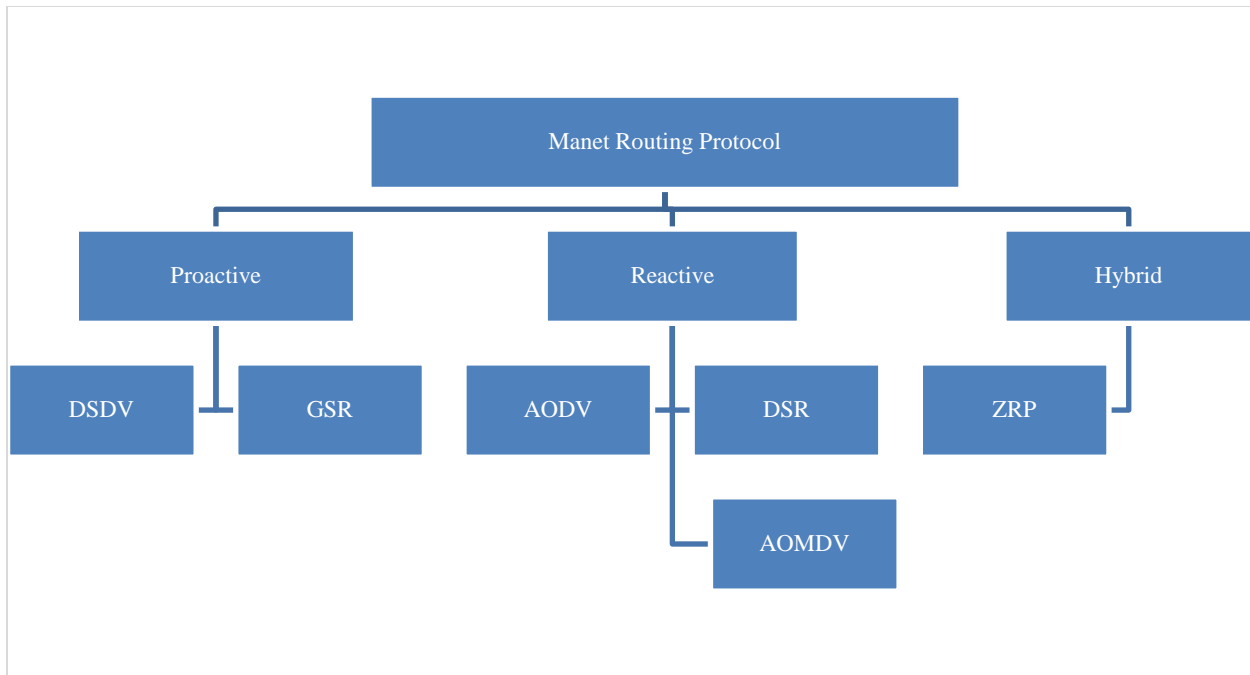 Manet Routing Protocol
Proactive
Reactive
Hybrid
DSDV
GSR
AODV
DSR
ZRP
AOMDV